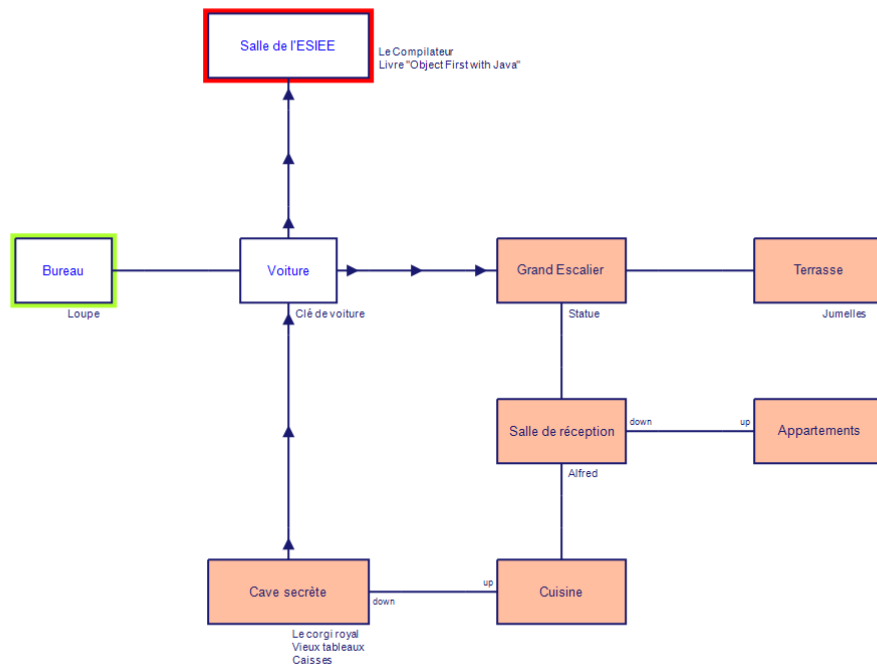 Salle de l'ESIEE
Le Compilateur
Livre "Object First with Java"
Bureau
Voiture
Grand Escalier
Terrasse
Loupe
Clé de voiture
Statue
Jumelles
Salle de réception
down
up
Appartements
Alfred
Cave secrète
down
up
Cuisine
Le corgi royal
Vieux tableaux
Caisses